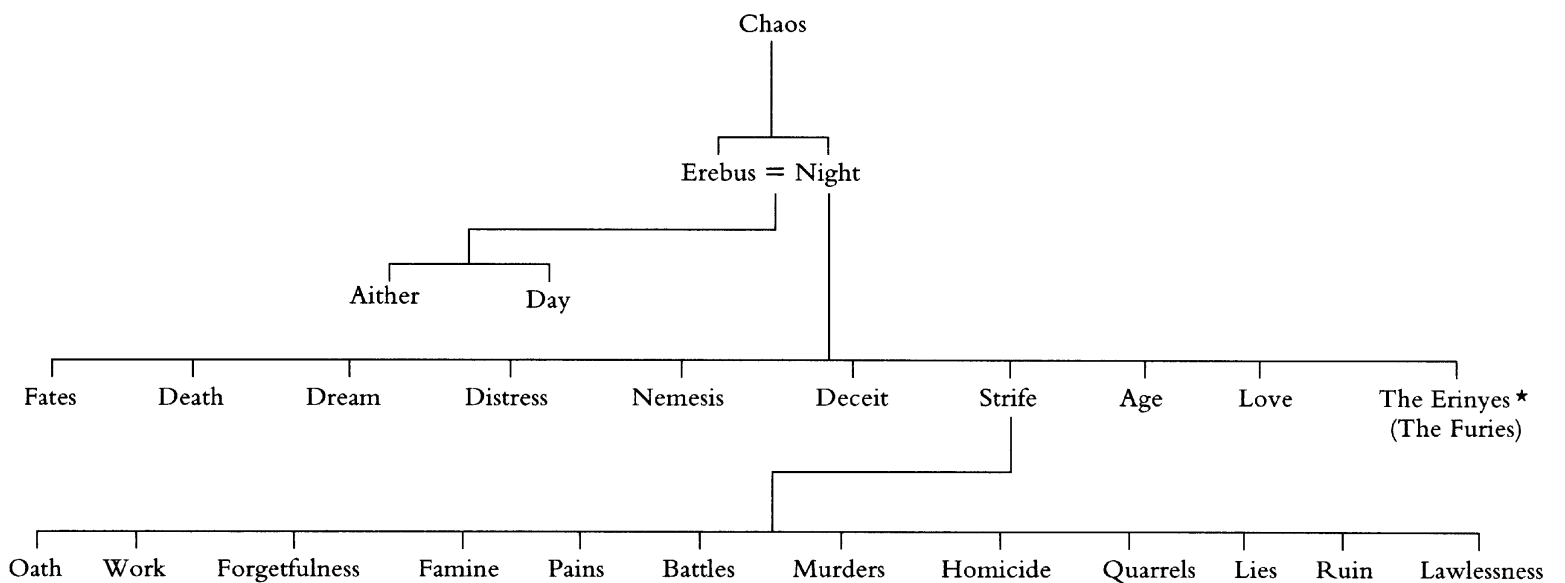 Chaos
Erebus = Night
Aither Day
Fates Death Dream Distress Nemesis Deceit Strife Age Love The Erinyes *
(The Furies)
Oath Work Forgetfulness Famine Pains Battles Murders Homicide Quarrels Lies Ruin Lawlessness